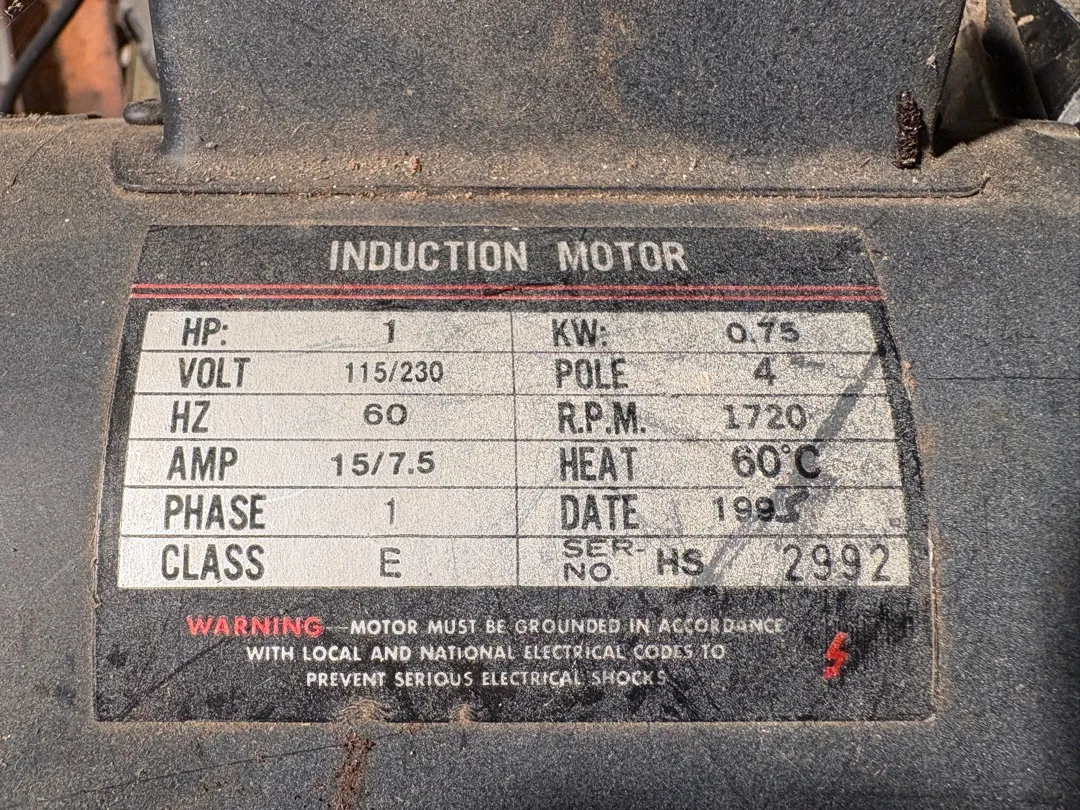 INDUCTION MOTOR
HP: 1 KW: 0.75
VOLT 115/230 POLE 4
HZ 60 R.P.M. 1720
AMP 15/7.5 HEAT 60°C
PHASE 1 DATE 1995
CLASS E SER-NO. HS 2992
WARNING—MOTOR MUST BE GROUNDED IN ACCORDANCE
WITH LOCAL AND NATIONAL ELECTRICAL CODES TO
PREVENT SERIOUS ELECTRICAL SHOCKS